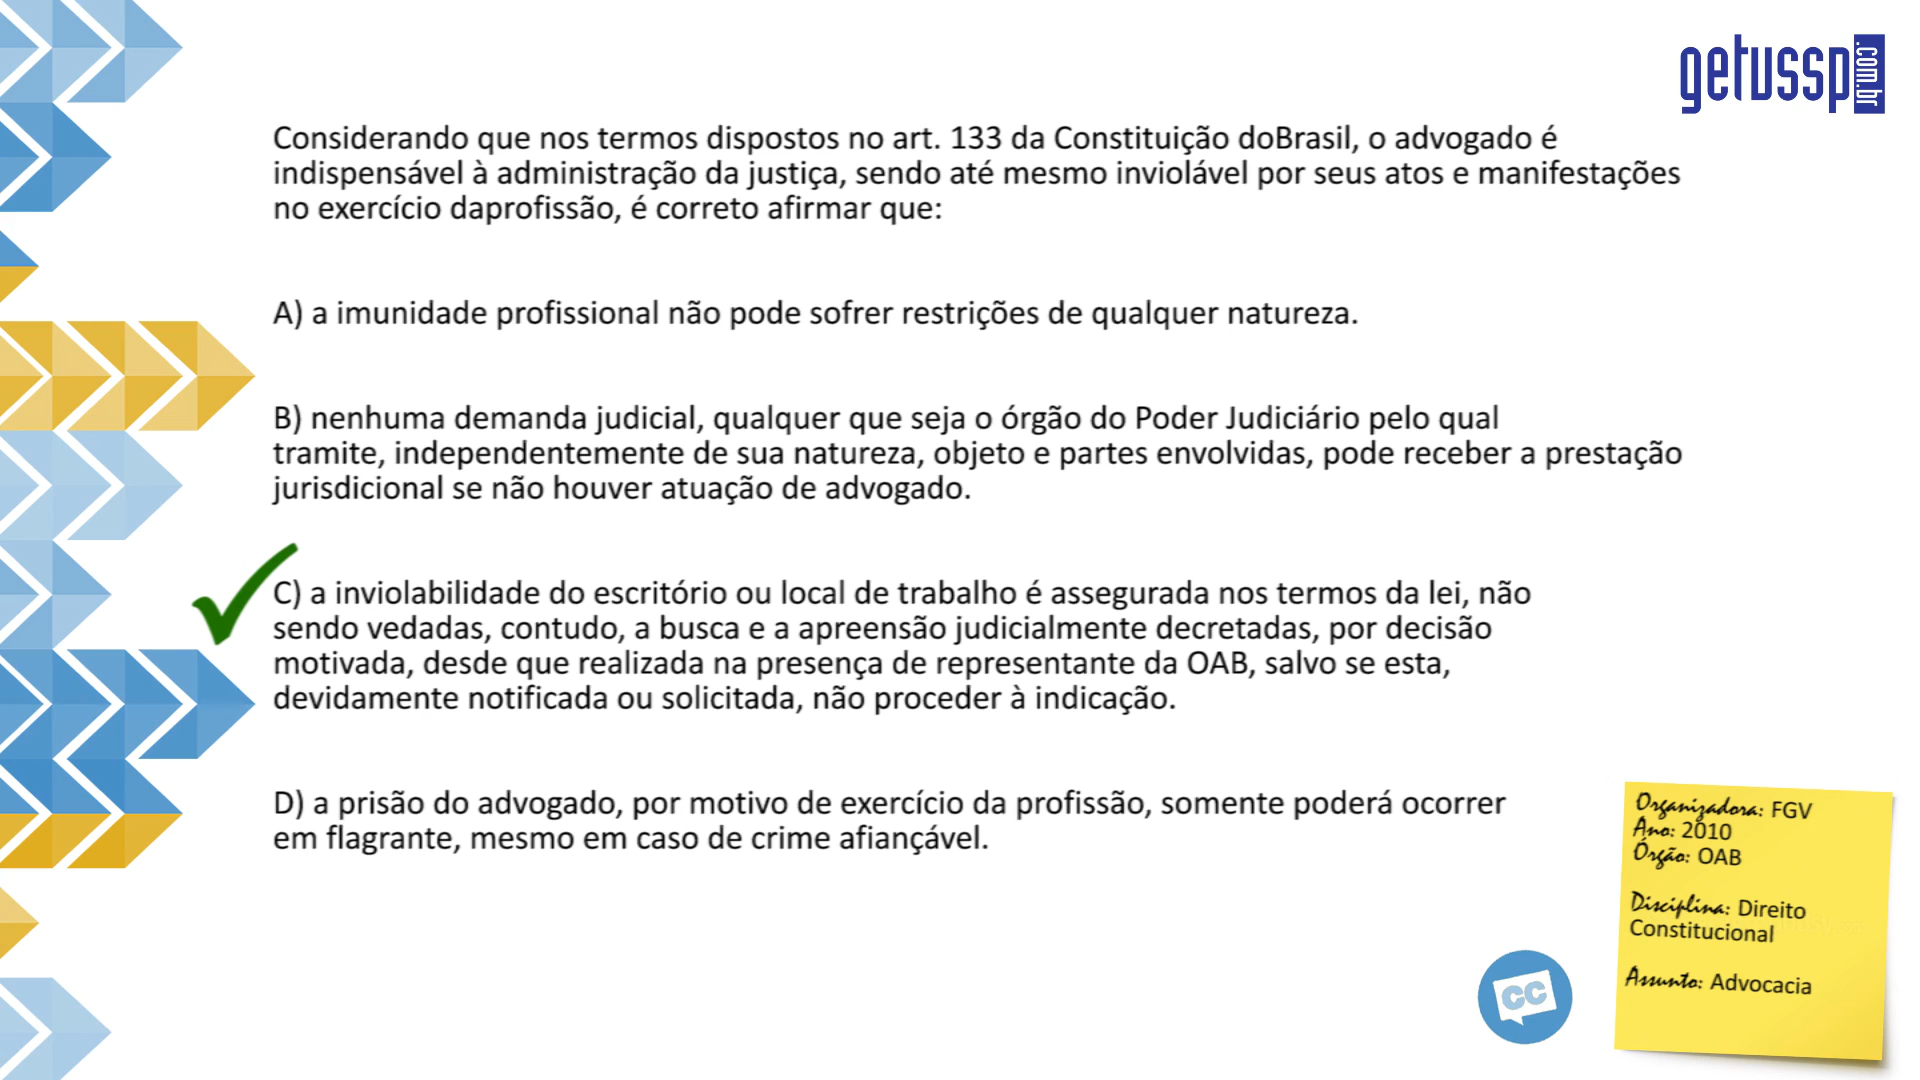 getussp.com.br
Considerando que nos termos dispostos no art. 133 da Constituição doBrasil, o advogado é
indispensável à administração da justiça, sendo até mesmo inviolável por seus atos e manifestações
no exercício daprofissão, é correto afirmar que:
A) a imunidade profissional não pode sofrer restrições de qualquer natureza.
B) nenhuma demanda judicial, qualquer que seja o órgão do Poder Judiciário pelo qual
tramite, independentemente de sua natureza, objeto e partes envolvidas, pode receber a prestação
jurisdicional se não houver atuação de advogado.
C) a inviolabilidade do escritório ou local de trabalho é assegurada nos termos da lei, não
sendo vedadas, contudo, a busca e a apreensão judicialmente decretadas, por decisão
motivada, desde que realizada na presença de representante da OAB, salvo se esta,
devidamente notificada ou solicitada, não proceder à indicação.
D) a prisão do advogado, por motivo de exercício da profissão, somente poderá ocorrer
em flagrante, mesmo em caso de crime afiançável.
Organizadora: FGV
Ano: 2010
Órgão: OAB
Disciplina: Direito
Constitucional
Assunto: Advocacia
CC